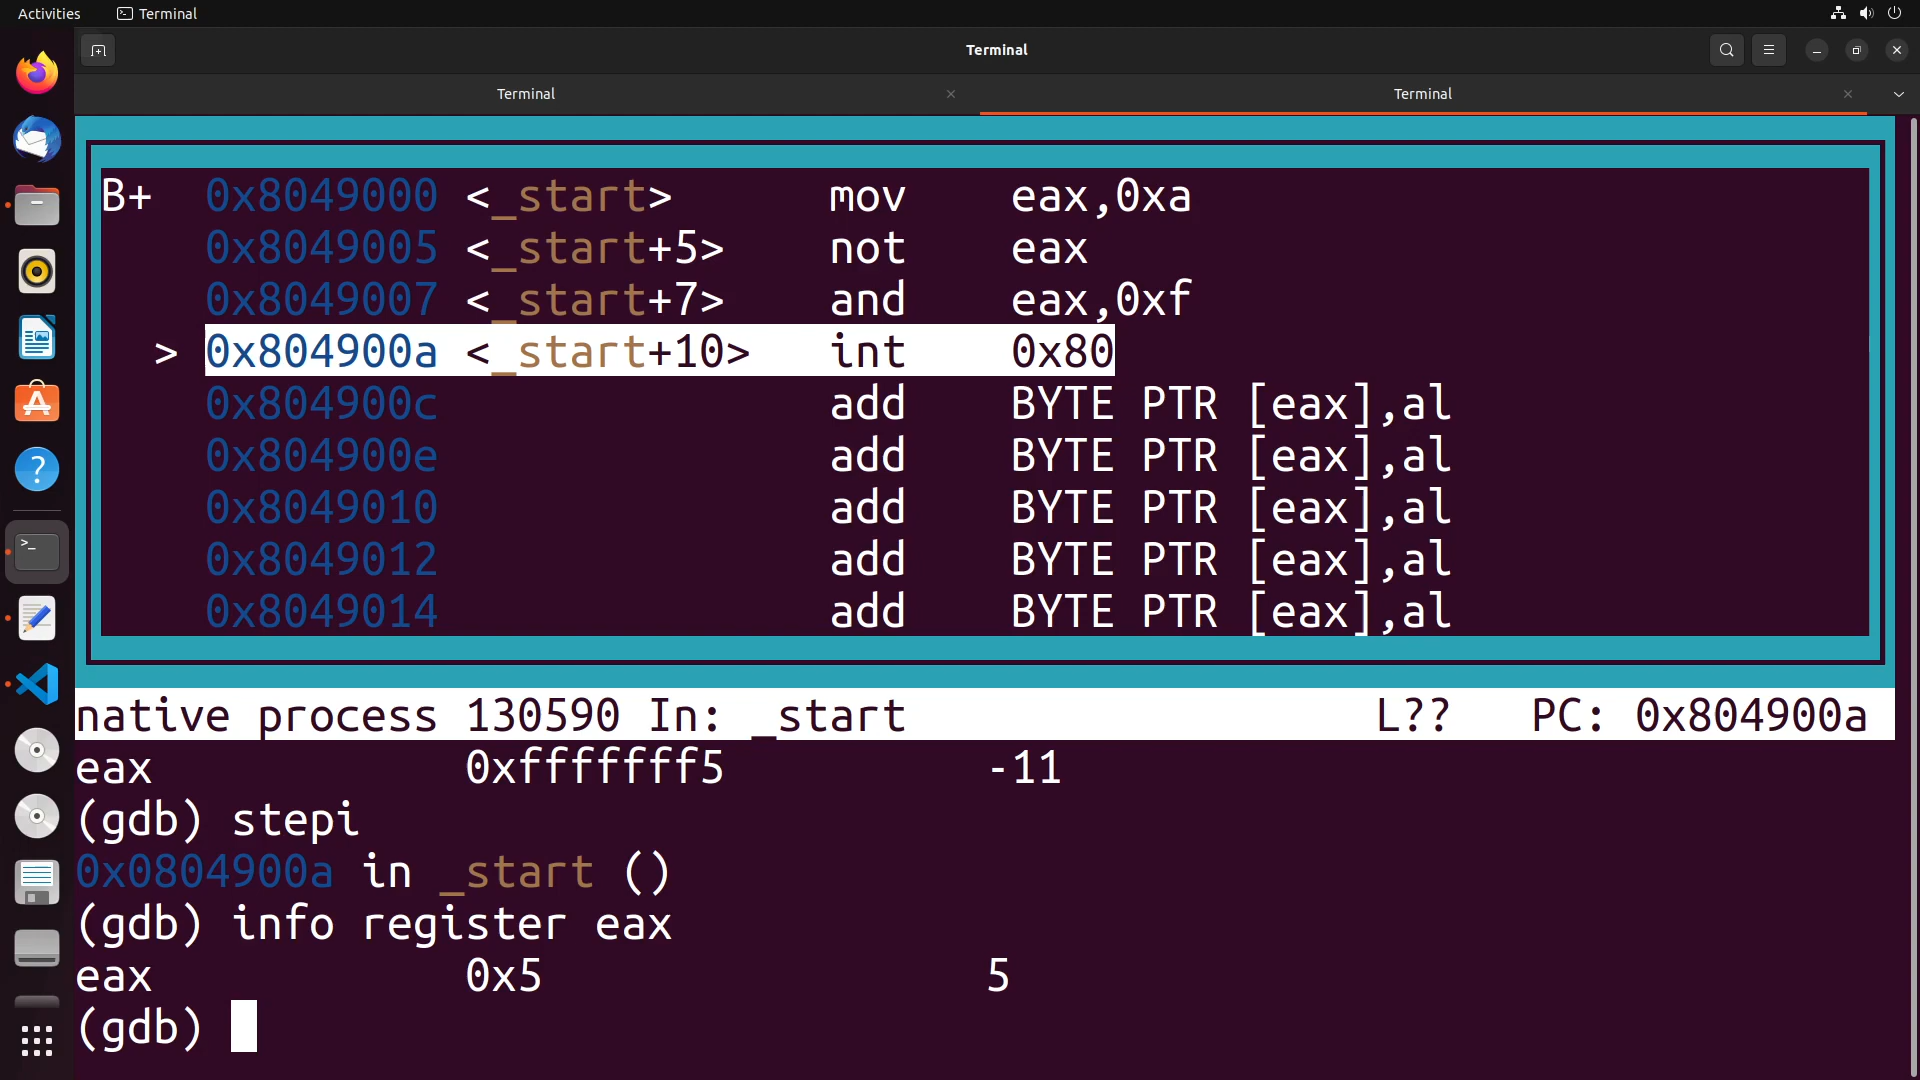 Activities Terminal
Terminal
Terminal Terminal
B+ 0x8049000 <_start> mov eax,0xa
0x8049005 <_start+5> not eax
0x8049007 <_start+7> and eax,0xf
> 0x804900a <_start+10> int 0x80
0x804900c add BYTE PTR [eax],al
0x804900e add BYTE PTR [eax],al
0x8049010 add BYTE PTR [eax],al
0x8049012 add BYTE PTR [eax],al
0x8049014 add BYTE PTR [eax],al
native process 130590 In: _start L?? PC: 0x804900a
eax 0xfffffff5 -11
(gdb) stepi
0x0804900a in _start ()
(gdb) info register eax
eax 0x5 5
(gdb)